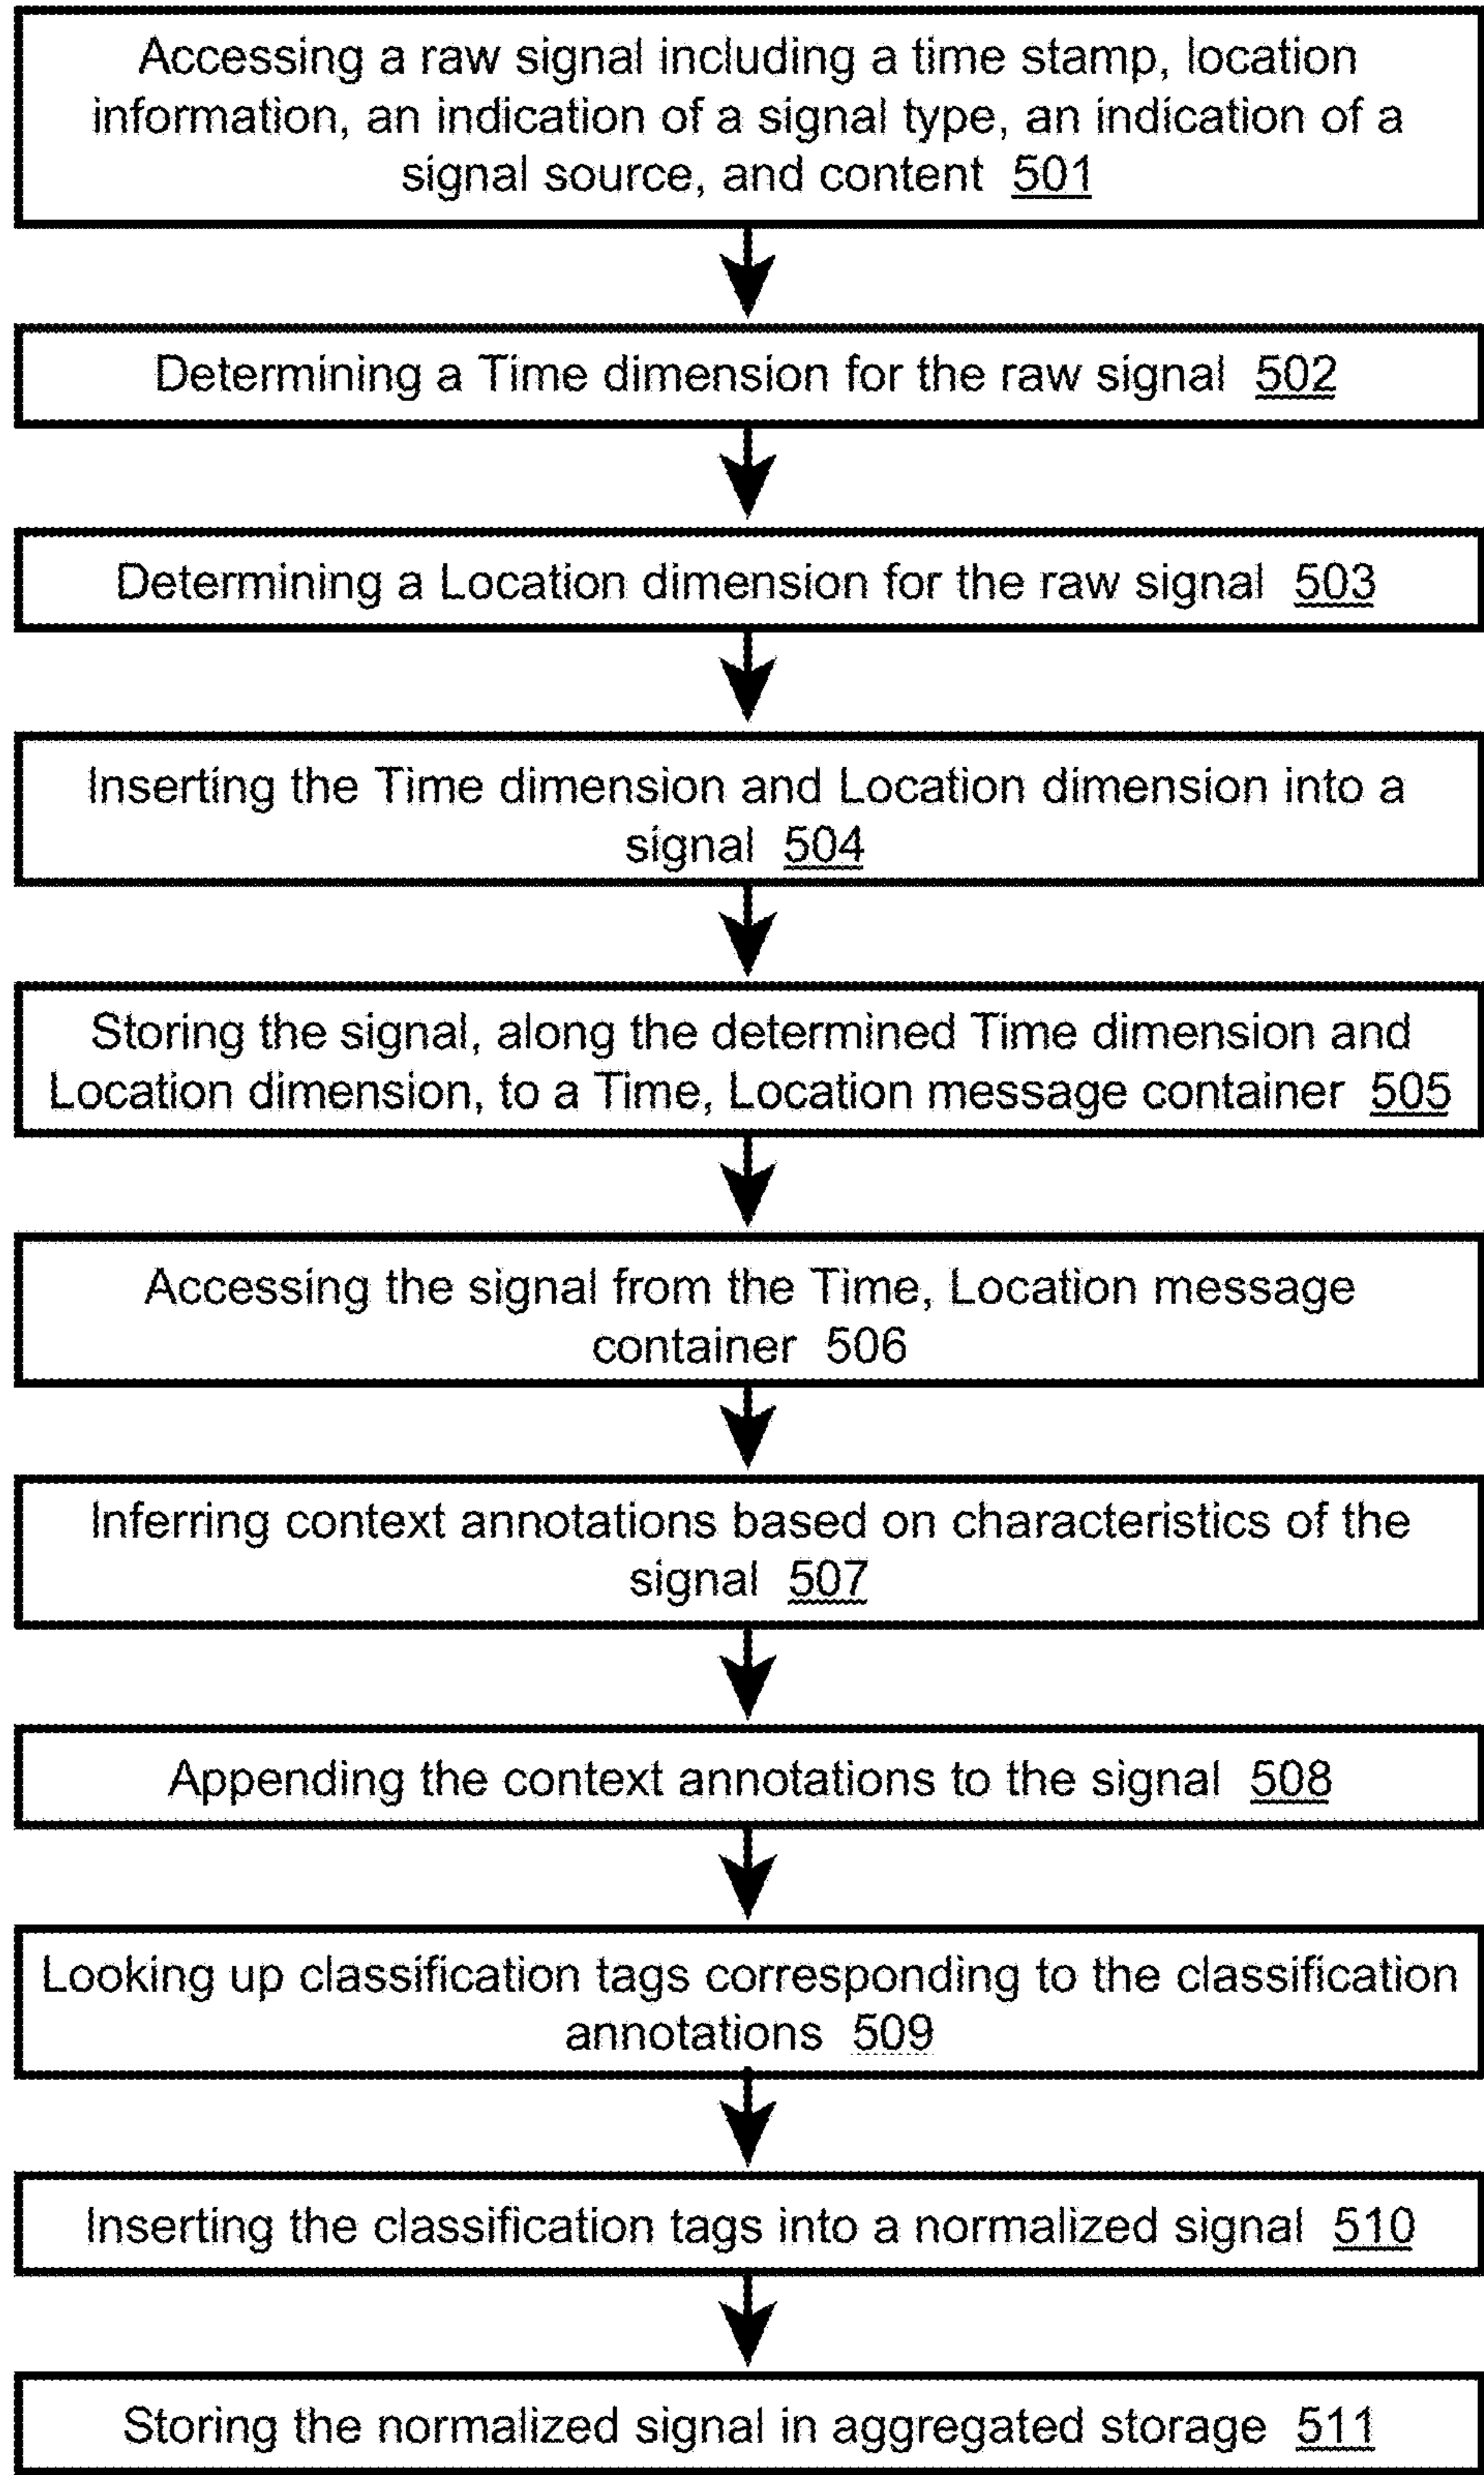 Accessing a raw signal including a time stamp, location
information, an indication of a signal type, an indication of a
signal source, and content 501
Determining a Time dimension for the raw signal 502
Determining a Location dimension for the raw signal 503
Inserting the Time dimension and Location dimension into a
signal 504
Storing the signal, along the determined Time dimension and
Location dimension, to a Time, Location message container 505
Accessing the signal from the Time, Location message
container 506
Inferring context annotations based on characteristics of the
signal 507
Appending the context annotations to the signal 508
Looking up classification tags corresponding to the classification
annotations 509
Inserting the classification tags into a normalized signal 510
Storing the normalized signal in aggregated storage 511